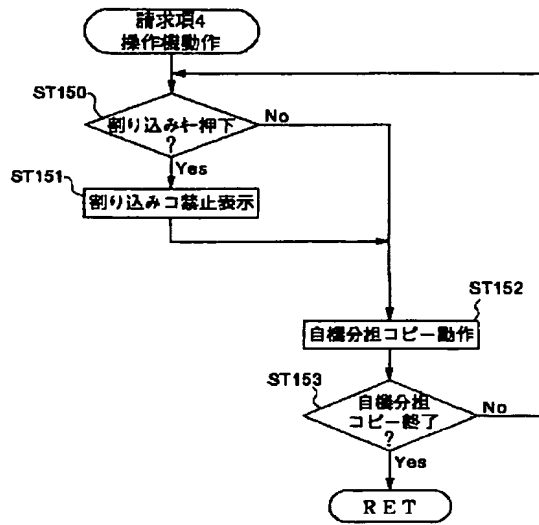 請求項4
操作機動作
ST150
割り込みキー押下
?
No
Yes
ST151
割り込みコ禁止表示
ST152
自機分担コピー動作
ST153
自機分担
コピー終了
?
No
Yes
RET